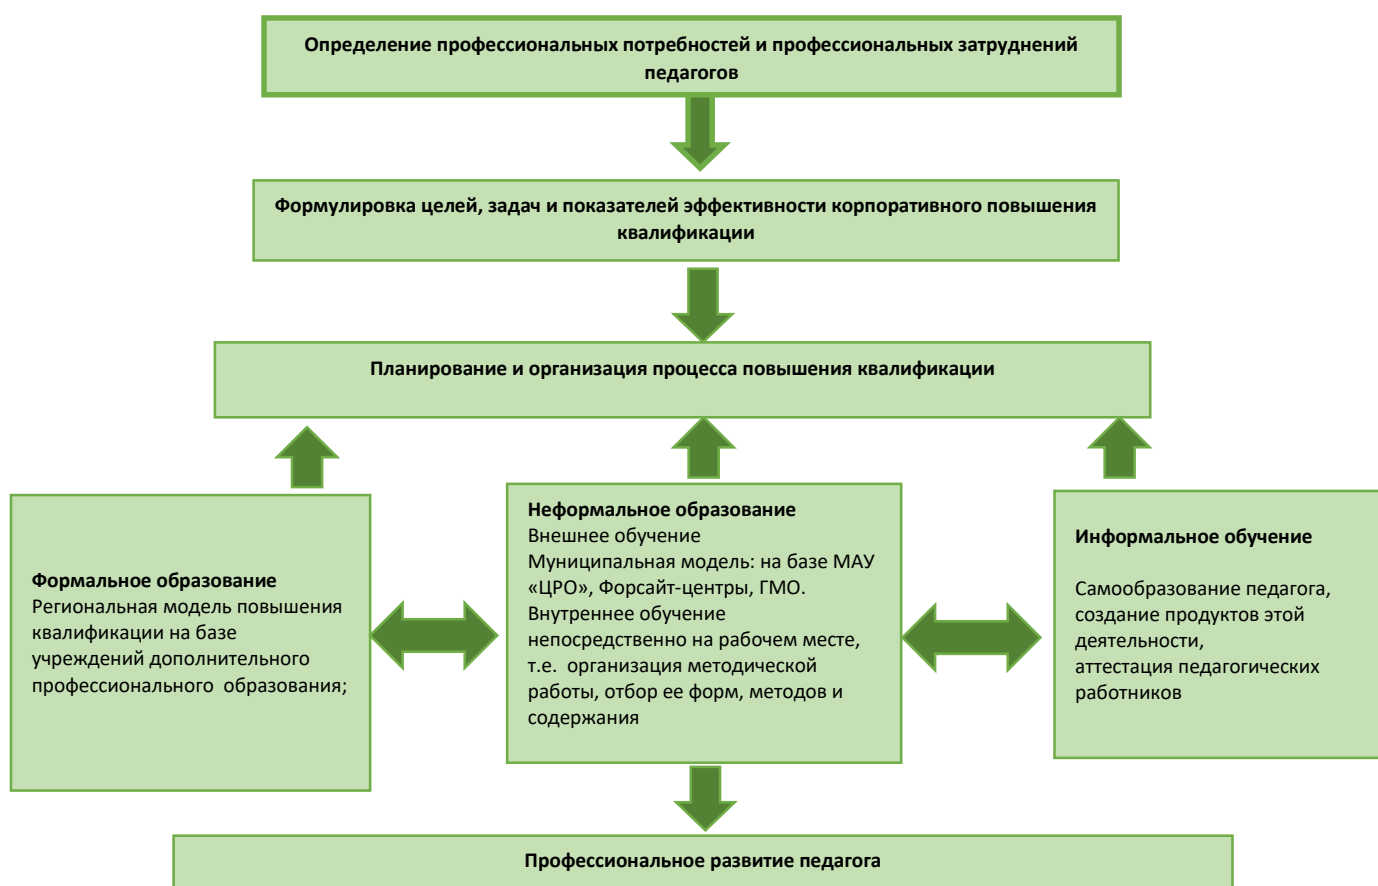 Определение профессиональных потребностей и профессиональных затруднений
педагогов
Формулировка целей, задач и показателей эффективности корпоративного повышения
квалификации
Планирование и организация процесса повышения квалификации
Формальное образование
Региональная модель повышения
квалификации на базе
учреждений дополнительного
профессионального образования;
Неформальное образование
Внешнее обучение
Муниципальная модель: на базе МАУ
«ЦРО», Форсайт-центры, ГМО.
Внутреннее обучение
непосредственно на рабочем месте,
т.е. организация методической
работы, отбор ее форм, методов и
содержания
Информальное обучение
Самообразование педагога,
создание продуктов этой
деятельности,
аттестация педагогических
работников
Профессиональное развитие педагога